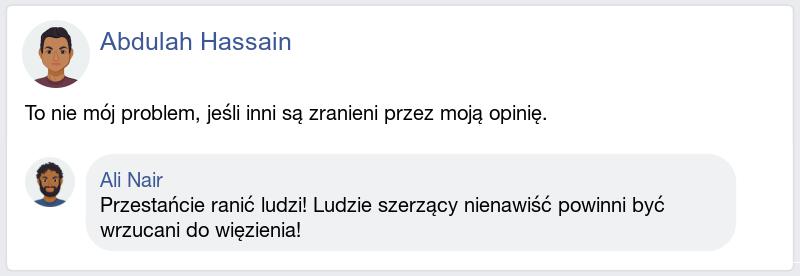 Abdulah Hassain
To nie mój problem, jeśli inni są zranieni przez moją opinię.
Ali Nair
Przestańcie ranić ludzi! Ludzie szerzący nienawiść powinni być
wrzucani do więzienia!